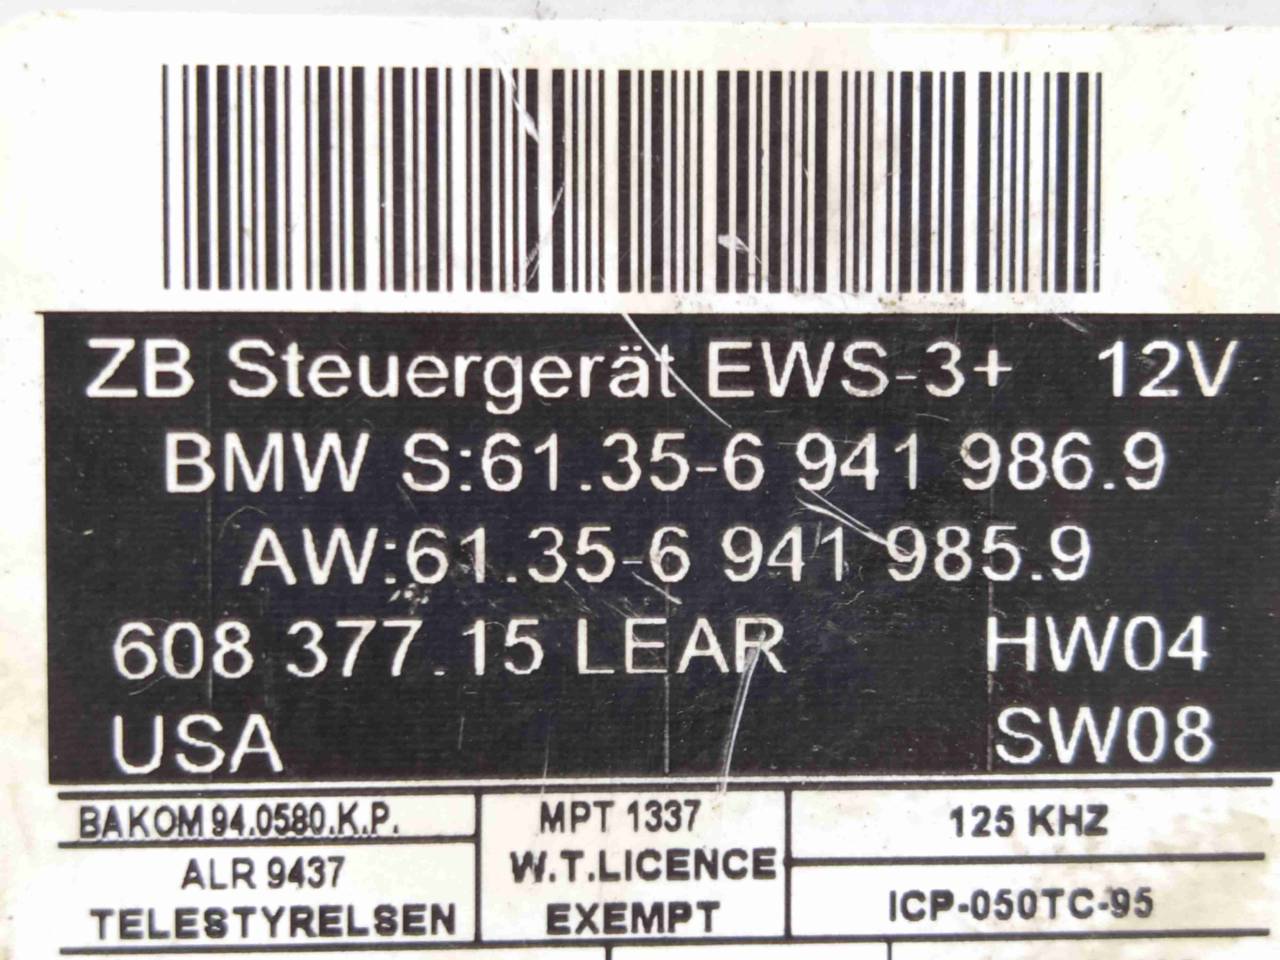 ZB Steuergerät EWS-3+ 12V
BMW S:61.35-6 941 986.9
AW:61.35-6 941 985.9
608 377.15 LEAR HW04
USA SW08
BAKOM 94.0580.K.P.
ALR 9437
TELESTYRELSEN
MPT 1337
W.T.LICENCE
EXEMPT
125 KHZ
ICP-050TC-95